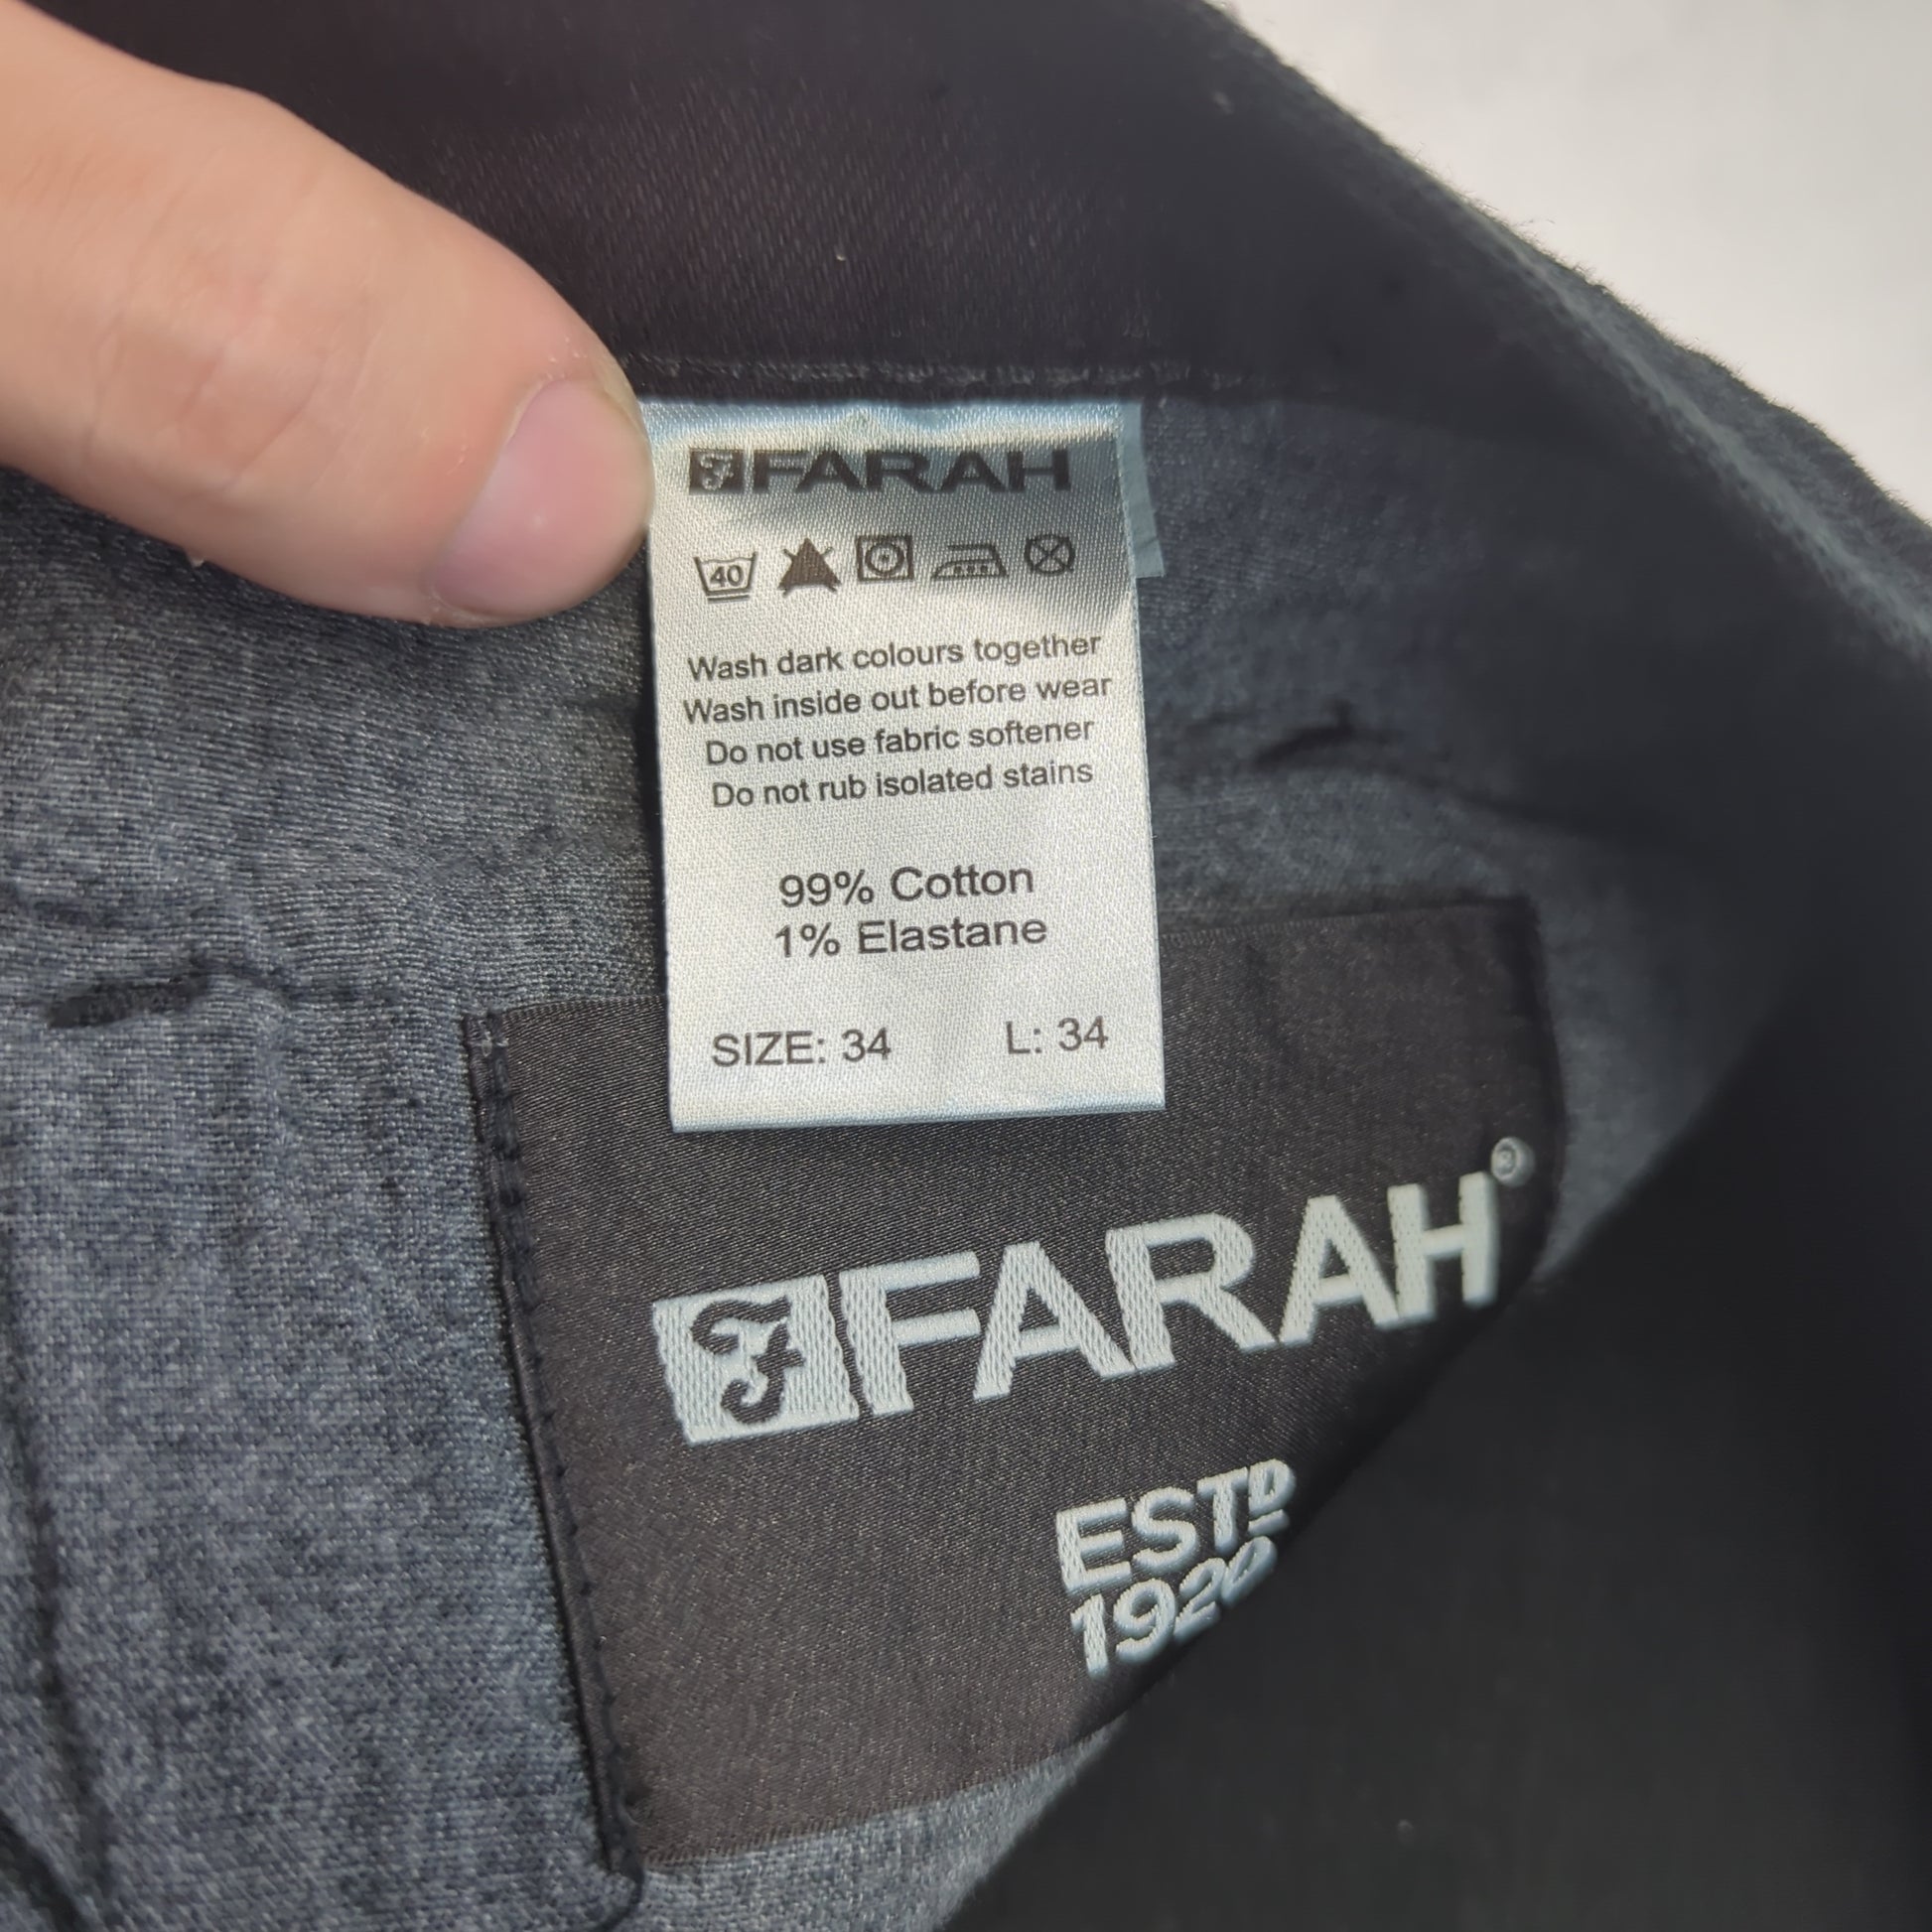 F FARAH
40
Wash dark colours together
Wash inside out before wear
Do not use fabric softener
Do not rub isolated stains
99% Cotton
1% Elastane
SIZE: 34 L: 34
F FARAH®
ESTD
1920